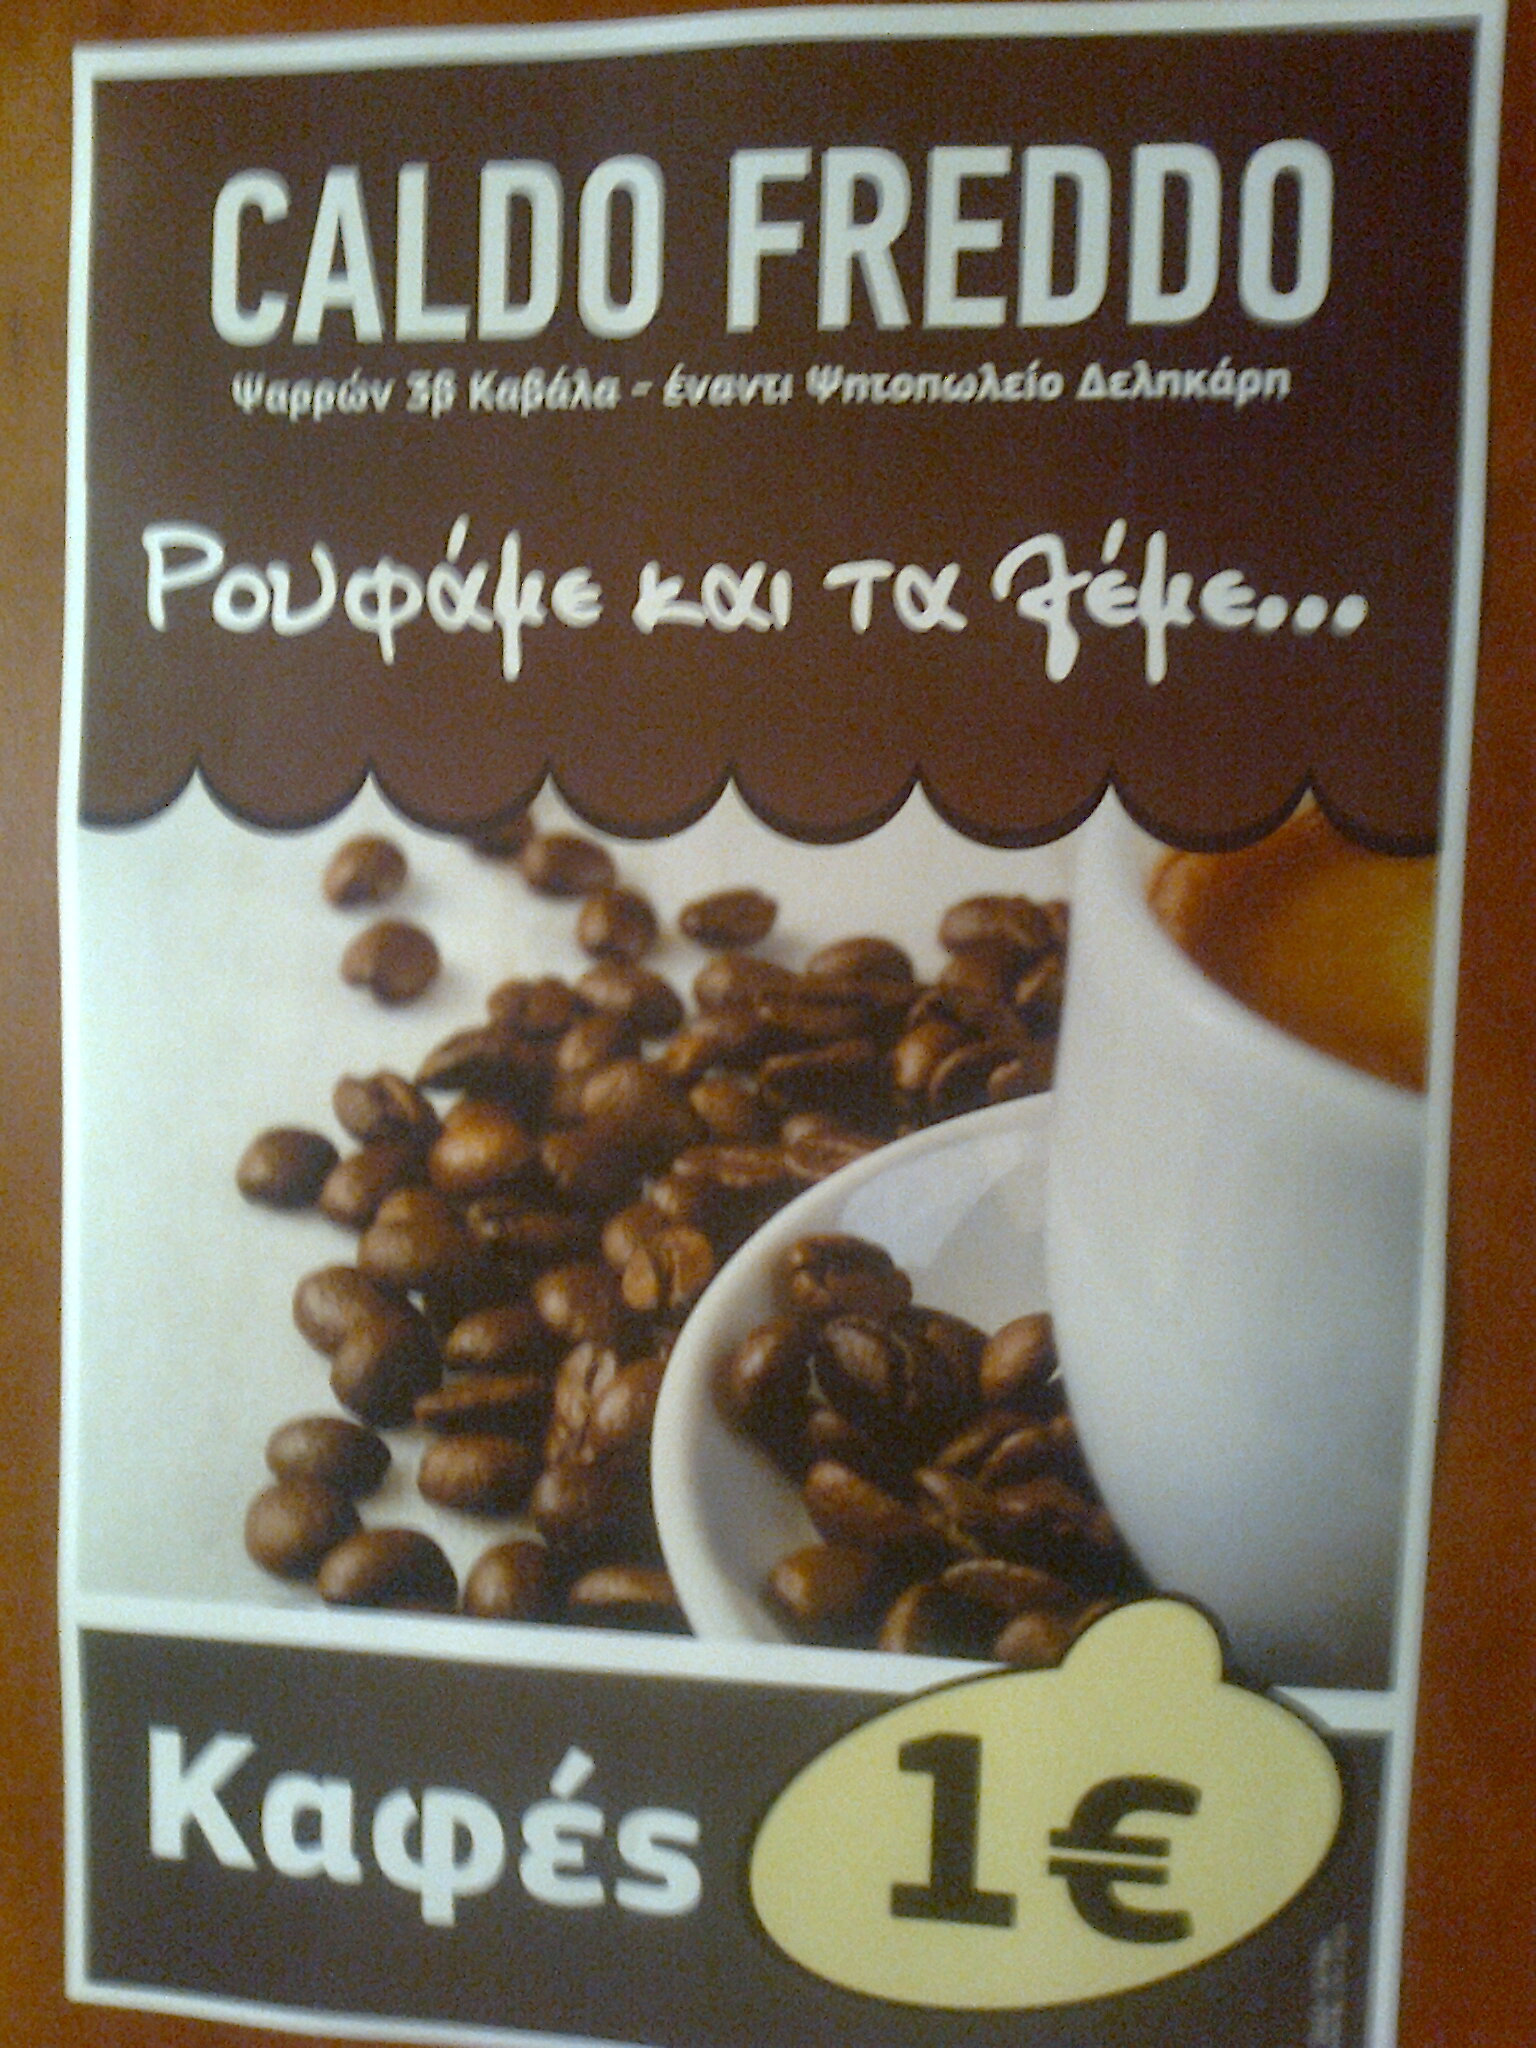 CALDO FREDDO
Ψαρρών 3β Καβάλα - έναντι Ψητοπωλείο Δεληκάρη
Ρουφάμε και τα λέμε...
Καφές 1€